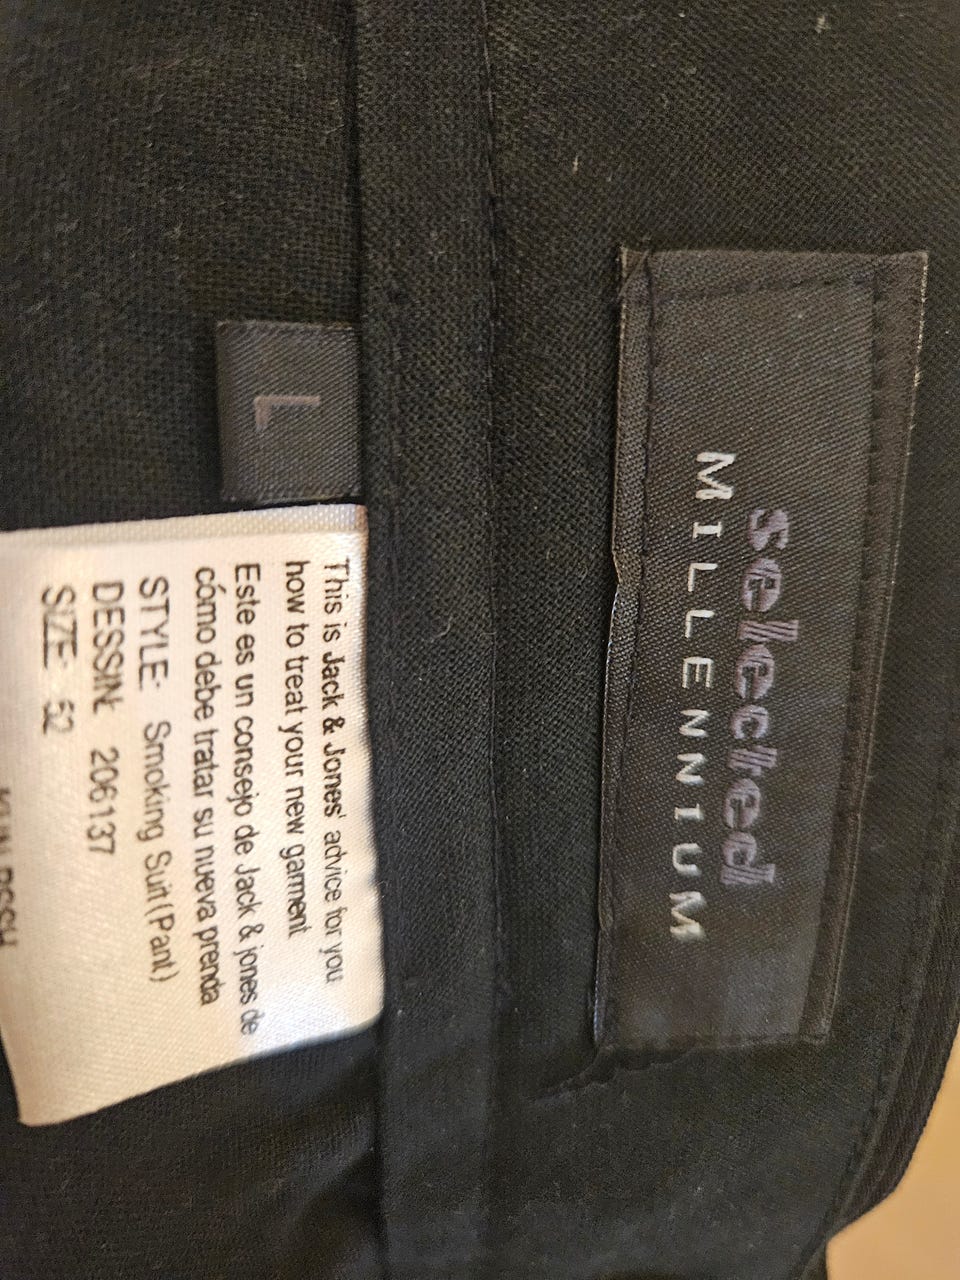 selected
MILLENNIUM
L
This is Jack & Jones' advice for you
how to treat your new garment
Este es un consejo de Jack & jones de
cómo debe tratar su nueva prenda
STYLE: Smoking Suit (Pant)
DESSIN: 206137
SIZE: 52